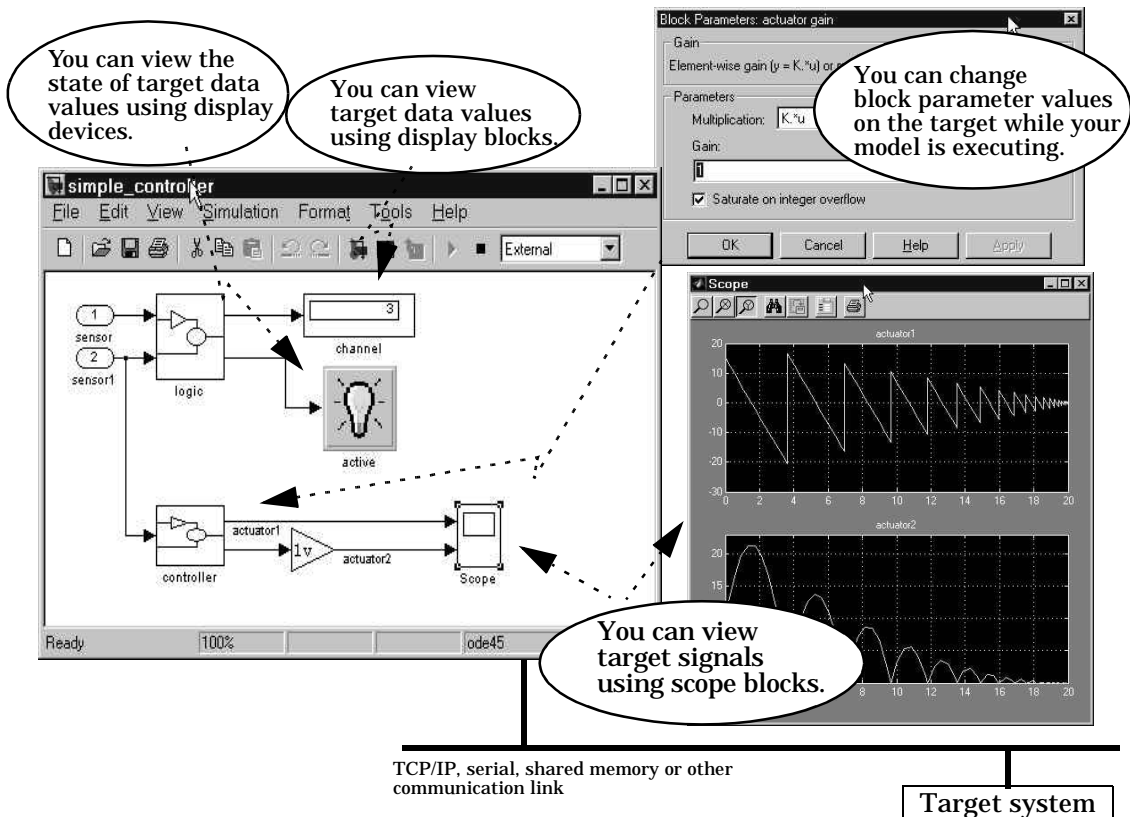 You can view the
state of target data
values using display
devices.
You can view
target data values
using display blocks.
Block Parameters: actuator gain
Gain
Element-wise gain (y = K.*u) or
Parameters
Multiplication: K.*u
Gain:
1
Saturate on integer overflow
OK Cancel Help Apply
You can change
block parameter values
on the target while your
model is executing.
simple_controller
File Edit View Simulation Format Tools Help
External
1
sensor
2
sensor1
logic
3
channel
active
controller
actuator1
1v
actuator2
Scope
Ready 100% ode45
Scope
actuator1
20
10
0
-10
-20
-30
0 2 4 6 8 10 12 14 16 18 20
actuator2
20
15
8 10 12 14 16 18 20
You can view
target signals
using scope blocks.
TCP/IP, serial, shared memory or other
communication link
Target system